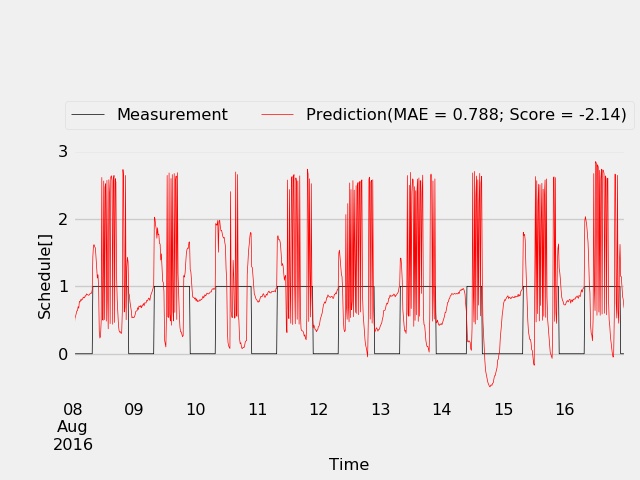 Measurement Prediction(MAE = 0.788; Score = -2.14)
3
2
1
0
Schedule[]
08 09 10 11 12 13 14 15 16
Aug
2016
Time